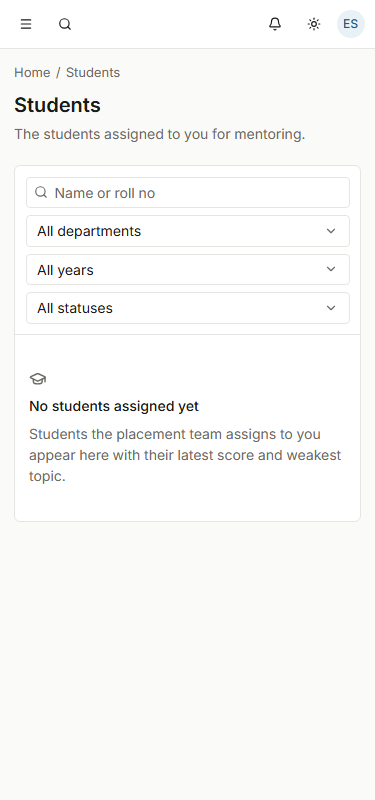 ES
Home / Students
Students
The students assigned to you for mentoring.
Name or roll no
All departments
All years
All statuses
No students assigned yet
Students the placement team assigns to you
appear here with their latest score and weakest
topic.